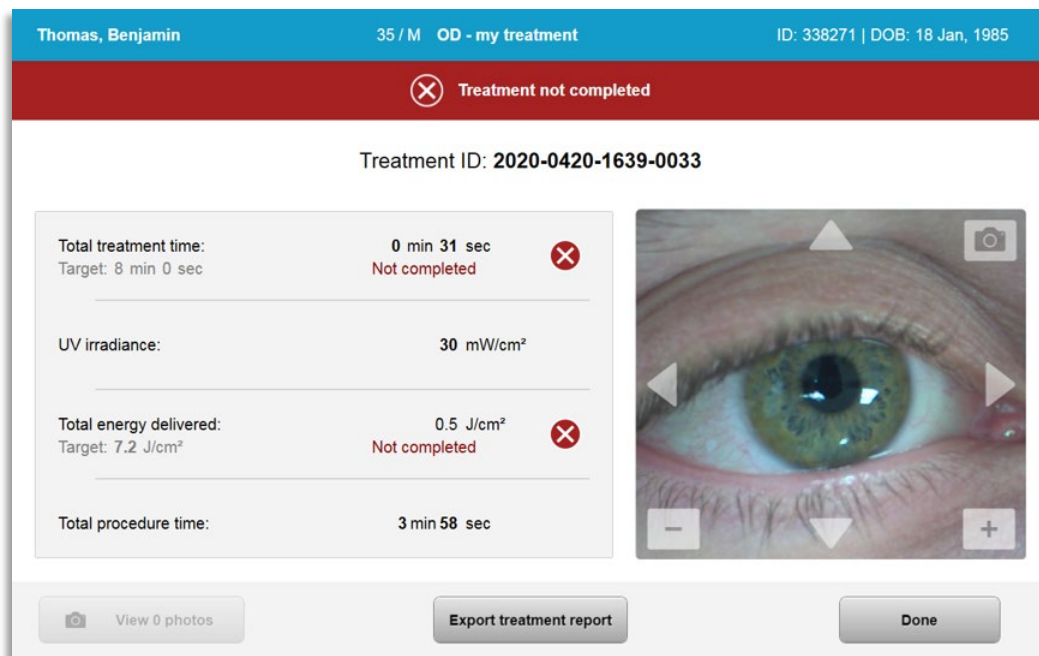 Thomas, Benjamin 35 / M OD - my treatment ID: 338271 | DOB: 18 Jan, 1985
Treatment not completed
Treatment ID: 2020-0420-1639-0033
Total treatment time: 0 min 31 sec
Target: 8 min 0 sec Not completed
UV irradiance: 30 mW/cm²
Total energy delivered: 0.5 J/cm²
Target: 7.2 J/cm² Not completed
Total procedure time: 3 min 58 sec
View 0 photos Export treatment report Done